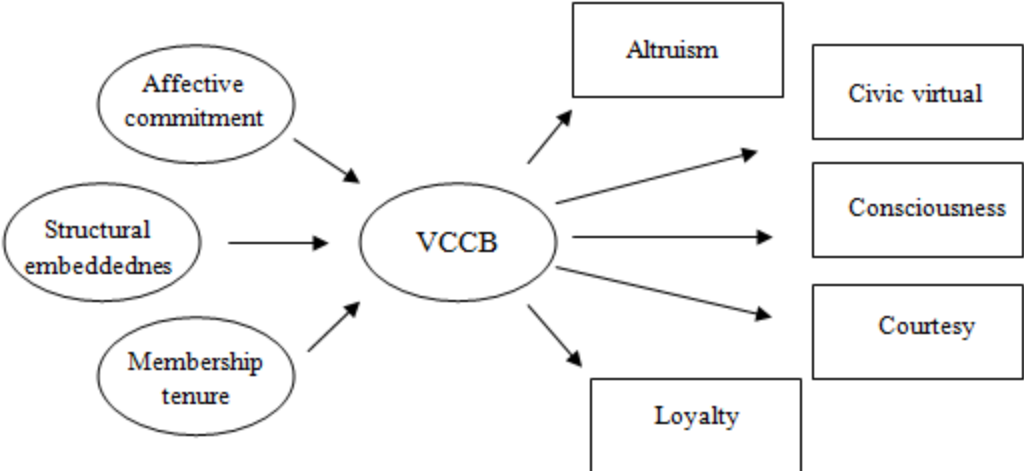 Altruism
Affective
commitment
Civic virtual
Structural
embeddednes
VCCB
Consciousness
Membership
tenure
Courtesy
Loyalty